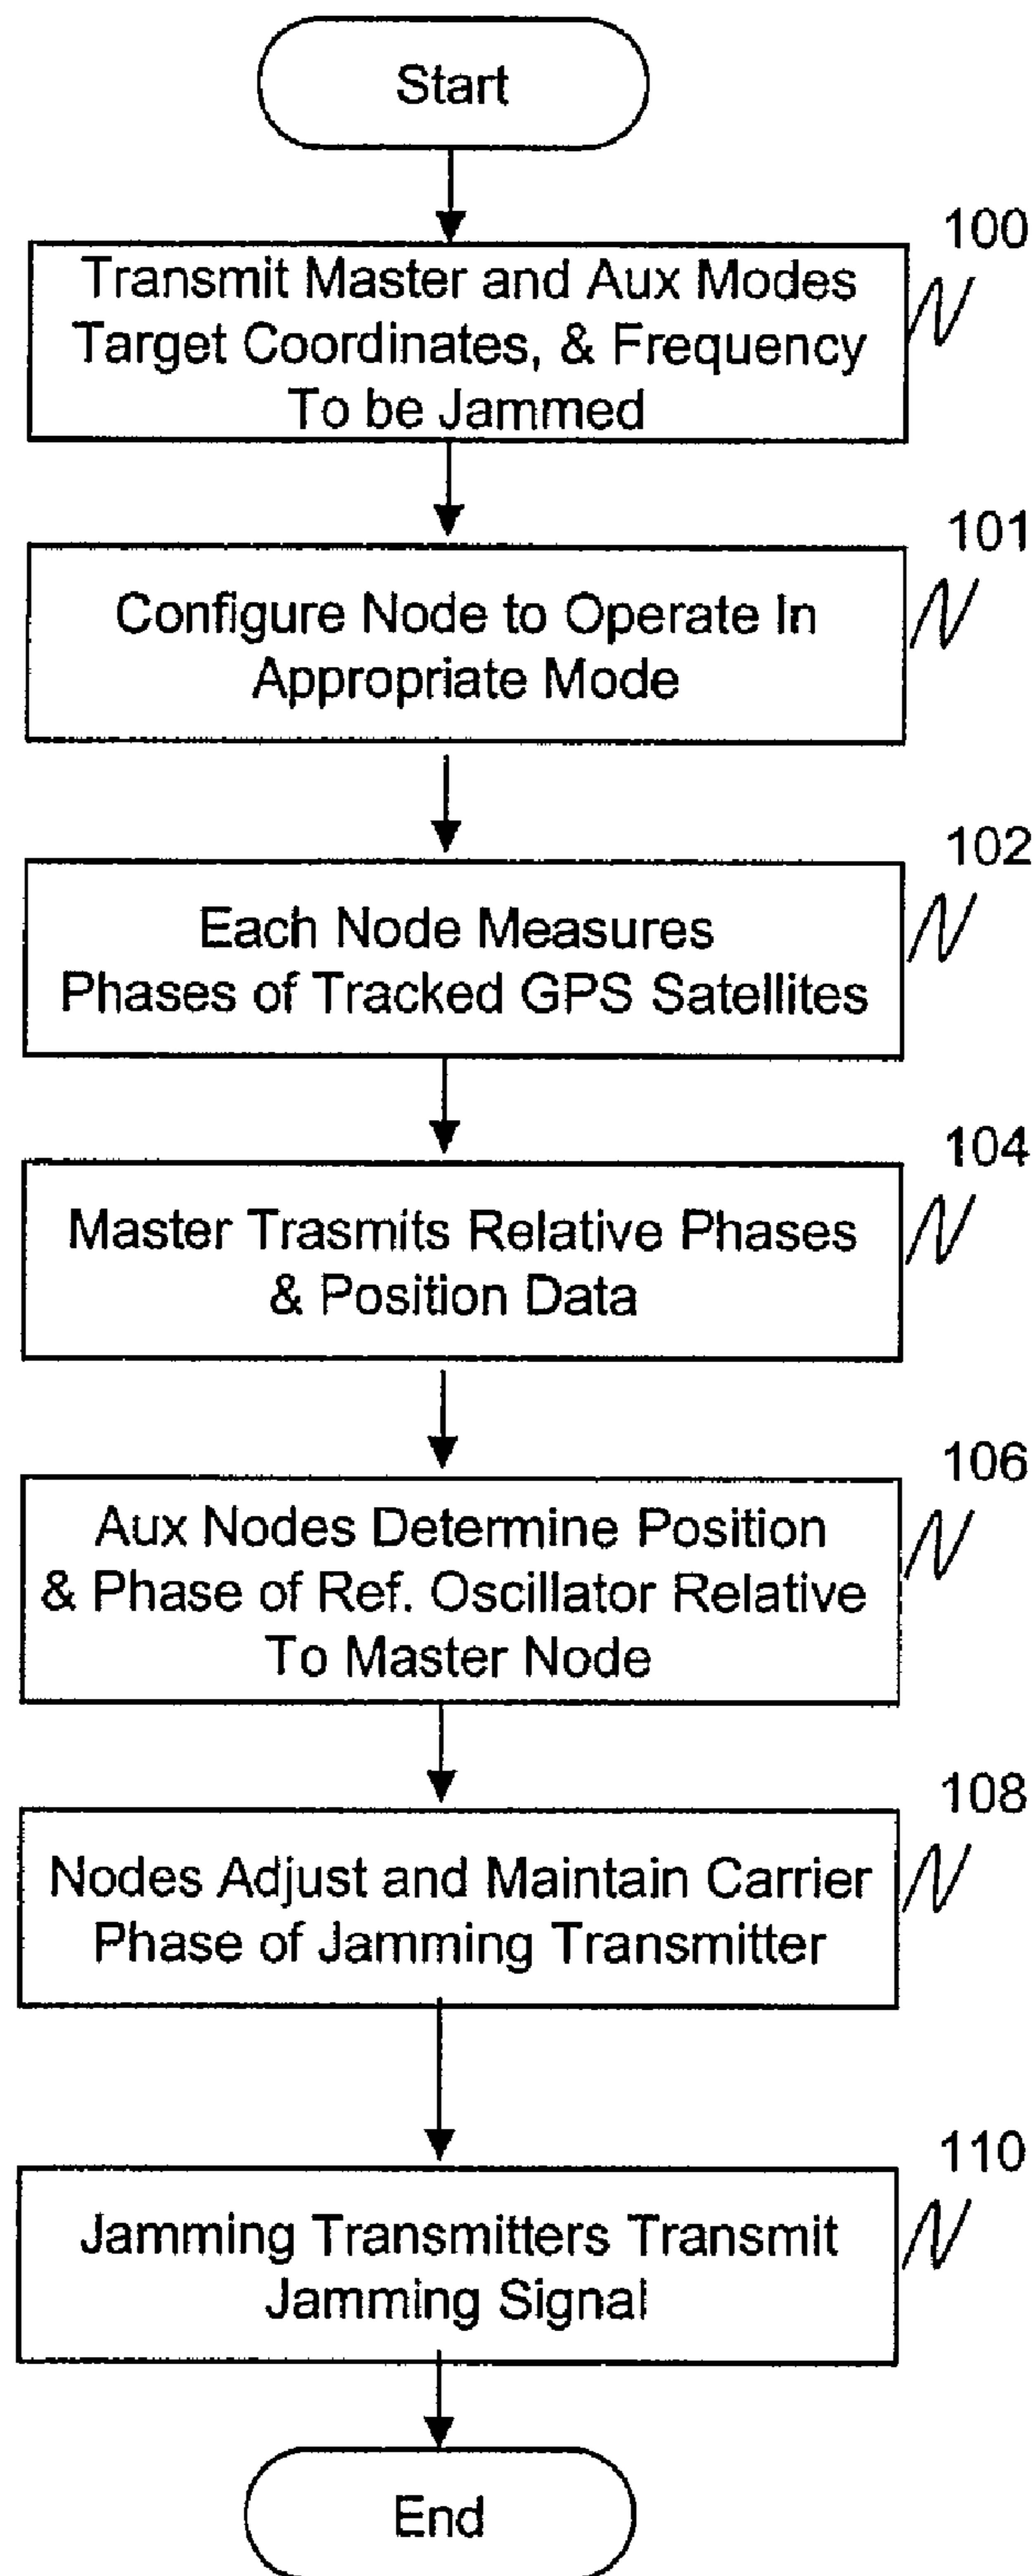 Start
100
Transmit Master and Aux Modes
Target Coordinates, & Frequency
To be Jammed
101
Configure Node to Operate In
Appropriate Mode
102
Each Node Measures
Phases of Tracked GPS Satellites
104
Master Trasmits Relative Phases
& Position Data
106
Aux Nodes Determine Position
& Phase of Ref. Oscillator Relative
To Master Node
108
Nodes Adjust and Maintain Carrier
Phase of Jamming Transmitter
110
Jamming Transmitters Transmit
Jamming Signal
End